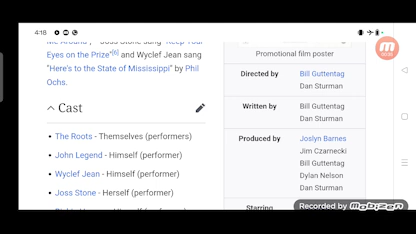 4:18
Me Around", Joss Stone sang "Keep Your
Eyes on the Prize"[6] and Wyclef Jean sang
"Here's to the State of Mississippi" by Phil
Ochs.
Cast
The Roots - Themselves (performers)
John Legend - Himself (performer)
Wyclef Jean - Himself (performer)
Joss Stone - Herself (performer)
Promotional film poster
Directed by
Bill Guttentag
Dan Sturman
Written by
Bill Guttentag
Dan Sturman
Produced by
Joslyn Barnes
Jim Czarnecki
Bill Guttentag
Dylan Nelson
Dan Sturman
Starring
Recorded by mobizen